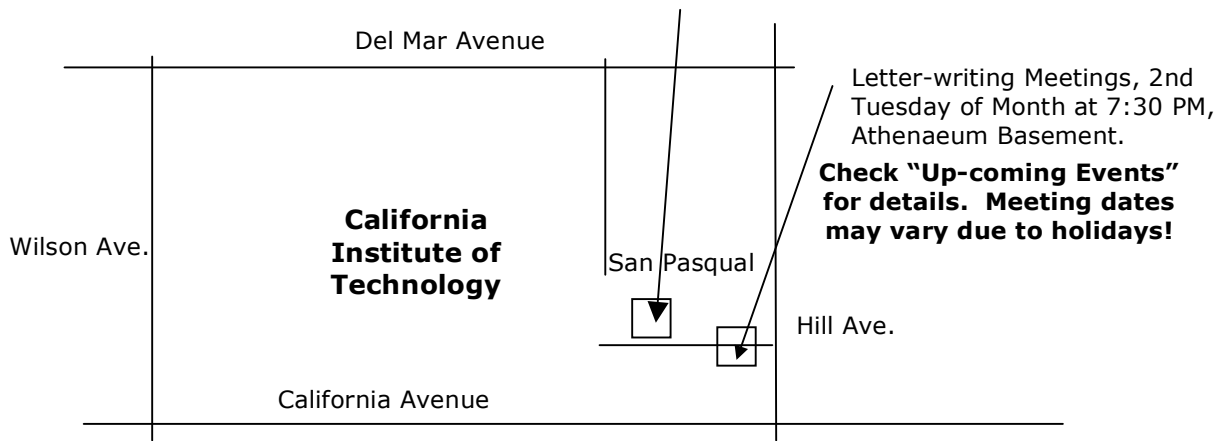 Del Mar Avenue
Letter-writing Meetings, 2nd
Tuesday of Month at 7:30 PM,
Athenaeum Basement.
Check “Up-coming Events”
for details.  Meeting dates
may vary due to holidays!
California
Institute of
Technology
Wilson Ave.
San Pasqual
Hill Ave.
California Avenue